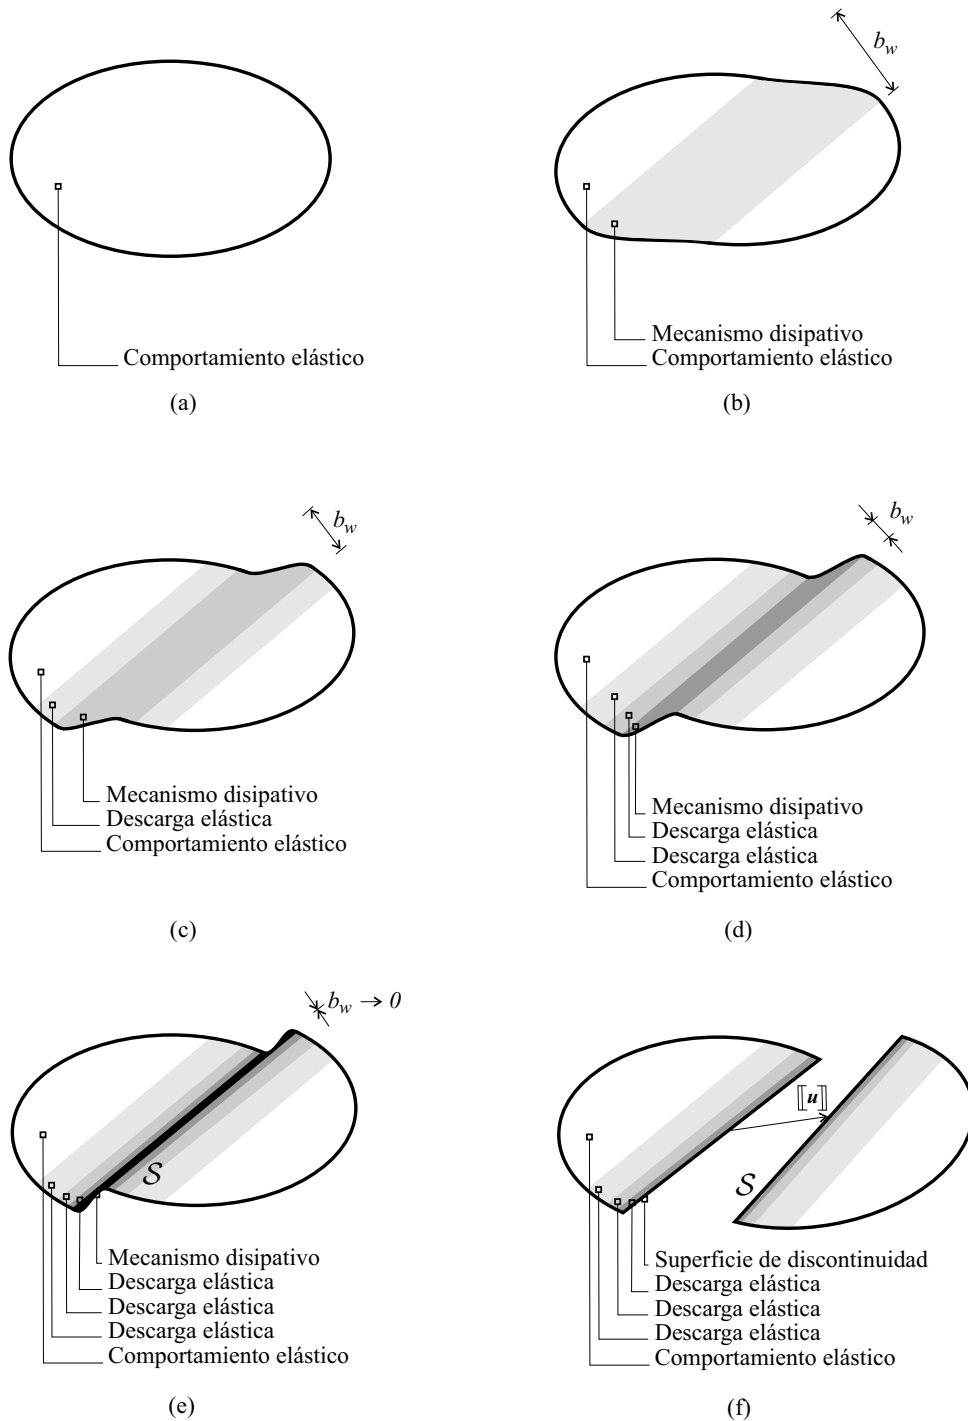 b_w
Comportamiento elástico
(a)
b_w
Mecanismo disipativo
Comportamiento elástico
(b)
b_w
Mecanismo disipativo
Descarga elástica
Comportamiento elástico
(c)
b_w
Mecanismo disipativo
Descarga elástica
Descarga elástica
Comportamiento elástico
(d)
b_w → 0
S
Mecanismo disipativo
Descarga elástica
Descarga elástica
Descarga elástica
Comportamiento elástico
(e)
⟦u⟧
S
Superficie de discontinuidad
Descarga elástica
Descarga elástica
Descarga elástica
Comportamiento elástico
(f)